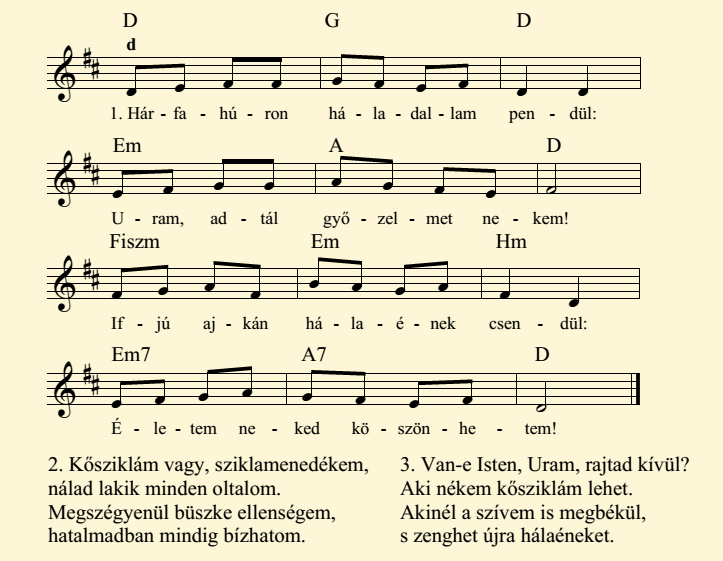 D G D
d
1. Hár - fa - hú - ron há - la - dal - lam pen - dül:
Em A D
U - ram, ad - tál győ - zel - met ne - kem!
Fiszm Em Hm
If - jú aj - kán há - la - é - nek csen - dül:
Em7 A7 D
É - le - tem ne - ked kö - szön - he - tem!
2. Kősziklám vagy, sziklamenedékem,
nálad lakik minden oltalom.
Megszégyenül büszke ellenségem,
hatalmadban mindig bízhatom.
3. Van-e Isten, Uram, rajtad kívül?
Aki nékem kősziklám lehet.
Akinél a szívem is megbékül,
s zenghet újra hálaéneket.